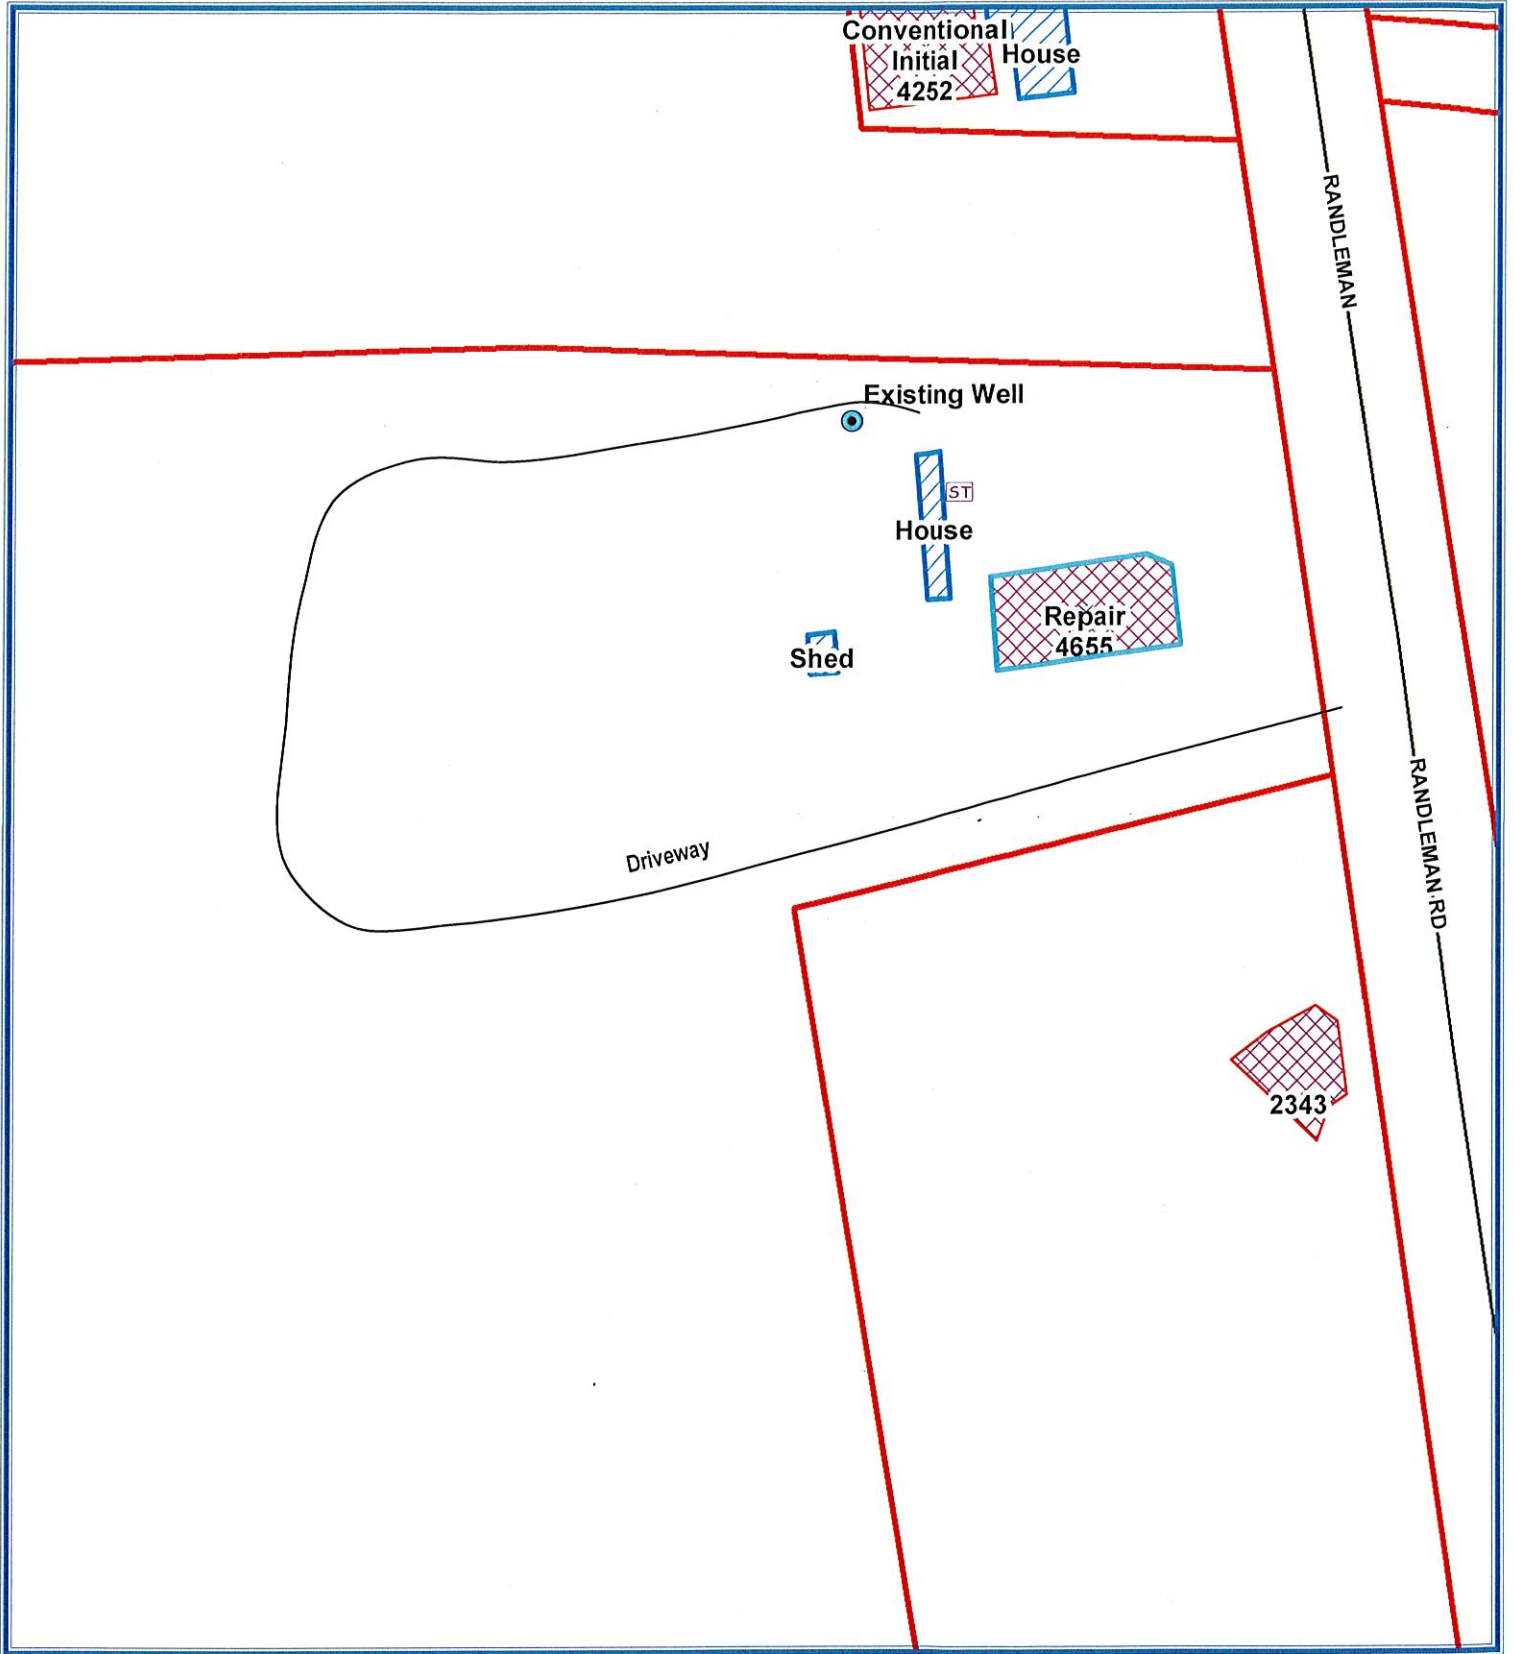 Conventional
Initial
4252
House
RANDLEMAN
Existing Well
ST
House
Repair
4655
Shed
RANDLEMAN RD
Driveway
2343